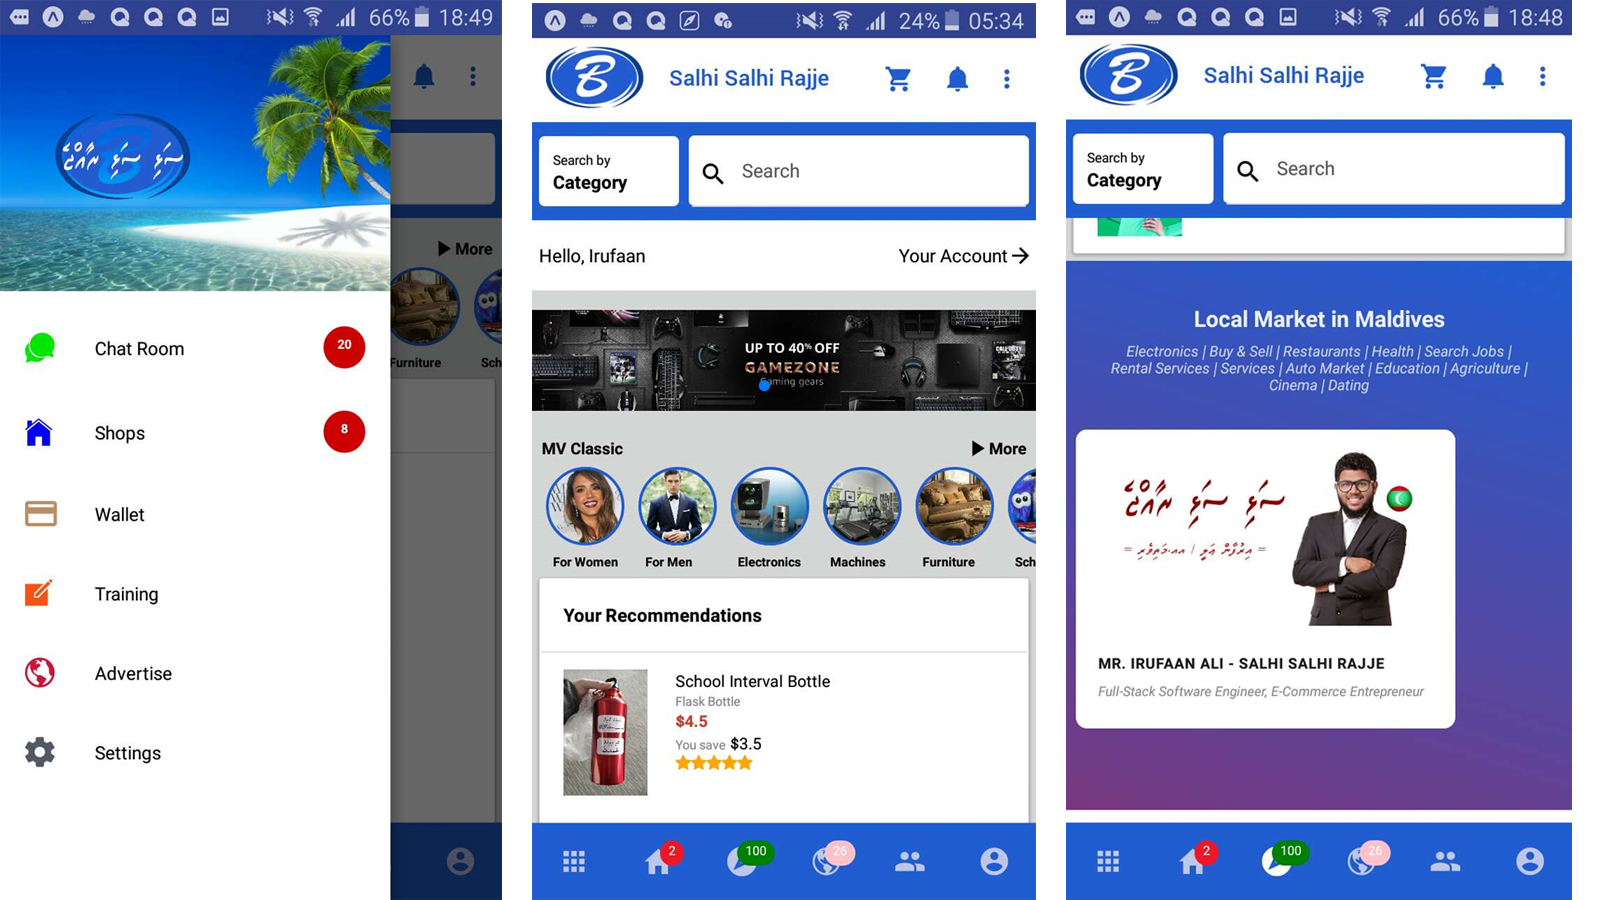 66% 18:49
ސަޅި ސަޅި ރާއްޖެ
More
Furniture
Sch
Chat Room 20
Shops 8
Wallet
Training
Advertise
Settings
24% 05:34
B Salhi Salhi Rajje
Search by
Category
Search
Hello, Irufaan
Your Account
UP TO 40% OFF
GAMEZONE
Gaming gears
MV Classic
More
For Women
For Men
Electronics
Machines
Furniture
Sch
Your Recommendations
School Interval Bottle
Flask Bottle
$4.5
You save $3.5
2 100 26
66% 18:48
B Salhi Salhi Rajje
Search by
Category
Search
Local Market in Maldives
Electronics | Buy & Sell | Restaurants | Health | Search Jobs |
Rental Services | Services | Auto Market | Education | Agriculture |
Cinema | Dating
ސަޅި ސަޅި ރާއްޖެ
= އިރުފާން ޢަލީ / އއ.މަތިވެރި =
MR. IRUFAAN ALI - SALHI SALHI RAJJE
Full-Stack Software Engineer, E-Commerce Entrepreneur
2 100 26